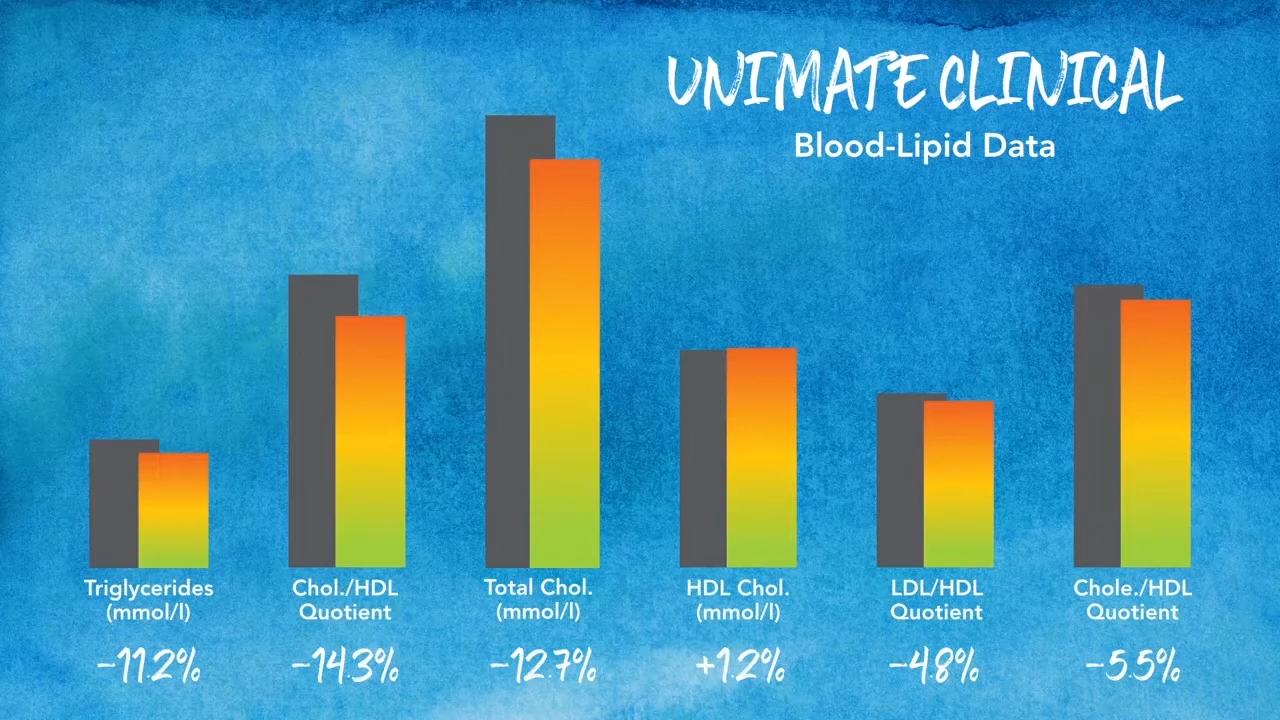 UNIMATE CLINICAL
Blood-Lipid Data
Triglycerides
(mmol/l)
-11.2%
Chol./HDL
Quotient
-14.3%
Total Chol.
(mmol/l)
-12.7%
HDL Chol.
(mmol/l)
+1.2%
LDL/HDL
Quotient
-4.8%
Chole./HDL
Quotient
-5.5%